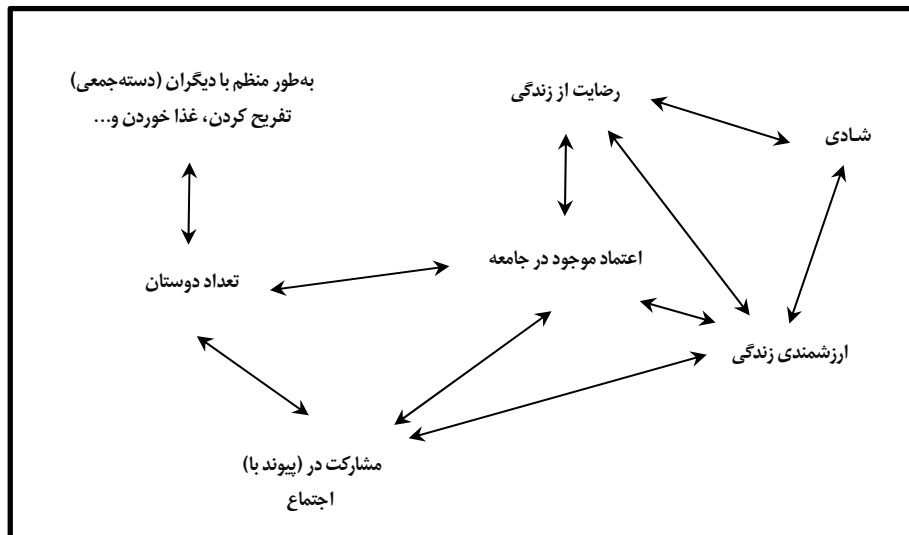 به‌طور منظم با دیگران (دسته‌جمعی)
تفریح کردن، غذا خوردن و...
رضایت از زندگی
شادی
اعتماد موجود در جامعه
تعداد دوستان
ارزشمندی زندگی
مشارکت در (پیوند با)
اجتماع